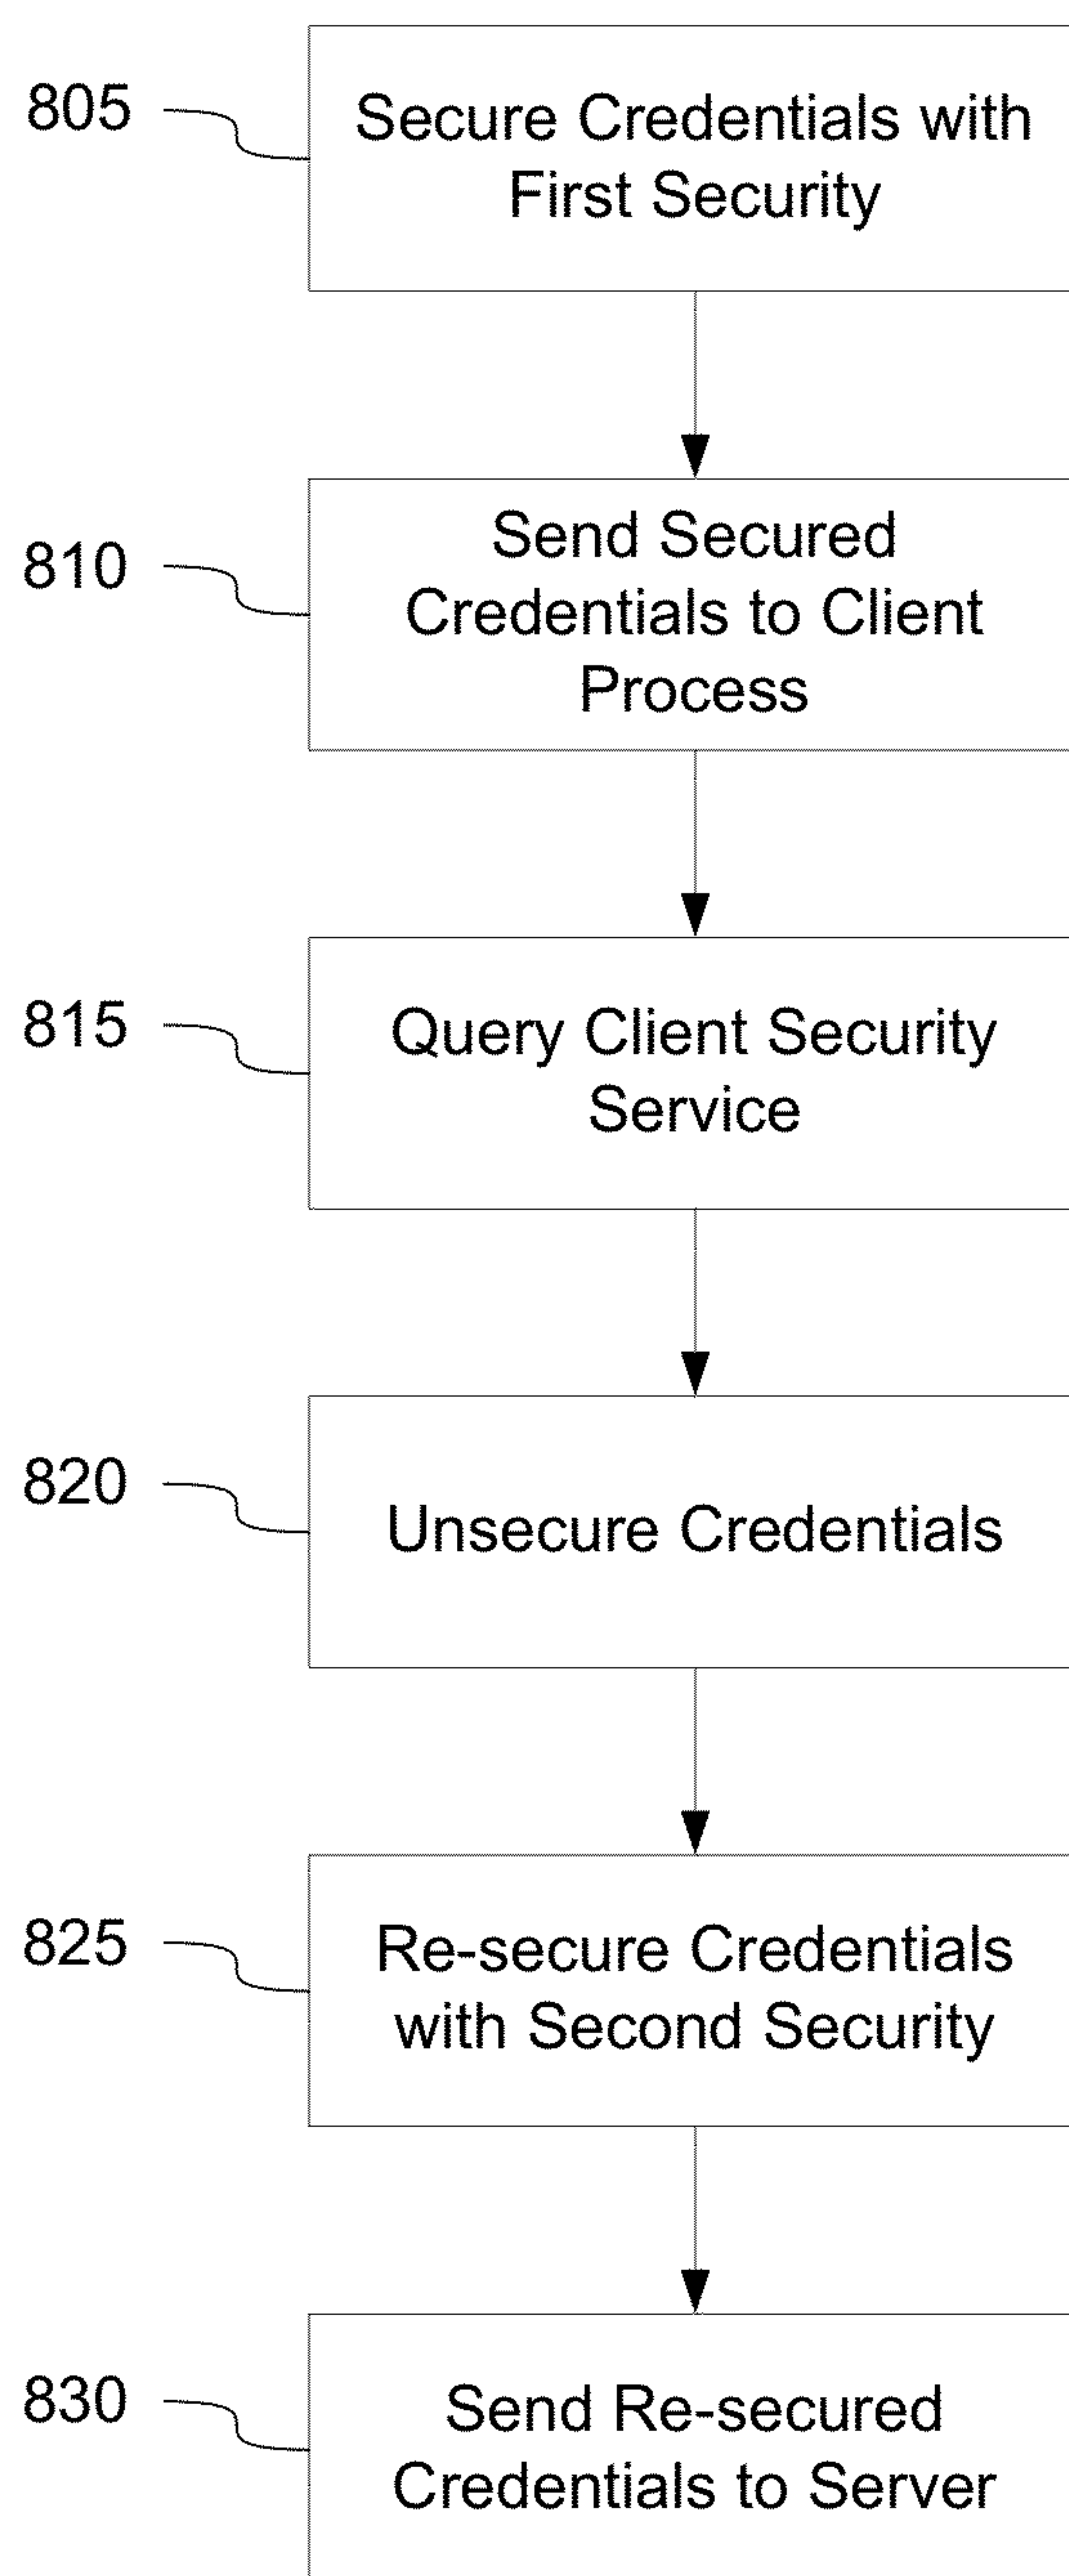 805
Secure Credentials with
First Security
810
Send Secured
Credentials to Client
Process
815
Query Client Security
Service
820
Unsecure Credentials
825
Re-secure Credentials
with Second Security
830
Send Re-secured
Credentials to Server